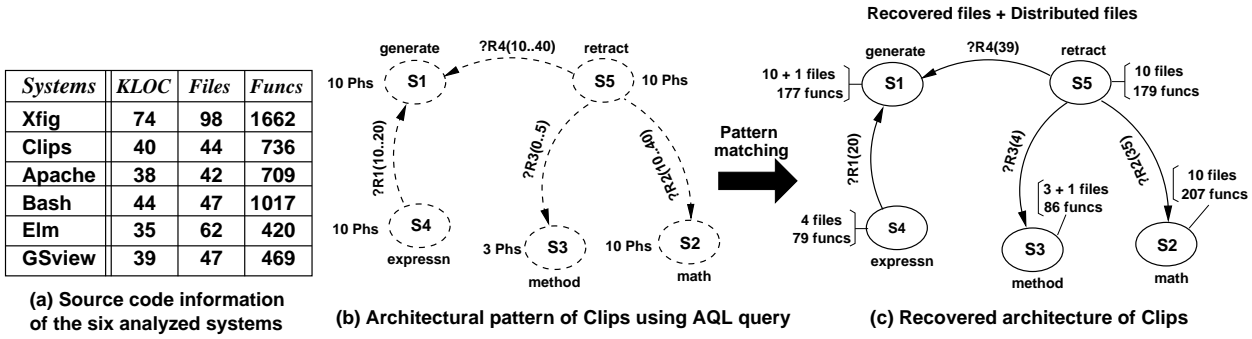 Systems KLOC Files Funcs
Xfig 74 98 1662
Clips 40 44 736
Apache 38 42 709
Bash 44 47 1017
Elm 35 62 420
GSview 39 47 469
(a) Source code information
of the six analyzed systems
generate
?R4(10..40)
retract
10 Phs
S1
S5
10 Phs
?R1(10..20)
?R3(0..5)
?R2(10..40)
10 Phs
S4
expressn
3 Phs
S3
method
10 Phs
S2
math
(b) Architectural pattern of Clips using AQL query
Pattern
matching
Recovered files + Distributed files
generate
?R4(39)
retract
10 + 1 files
177 funcs
S1
S5
10 files
179 funcs
?R1(20)
?R3(4)
?R2(35)
4 files
79 funcs
S4
expressn
3 + 1 files
86 funcs
S3
method
10 files
207 funcs
S2
math
(c) Recovered architecture of Clips